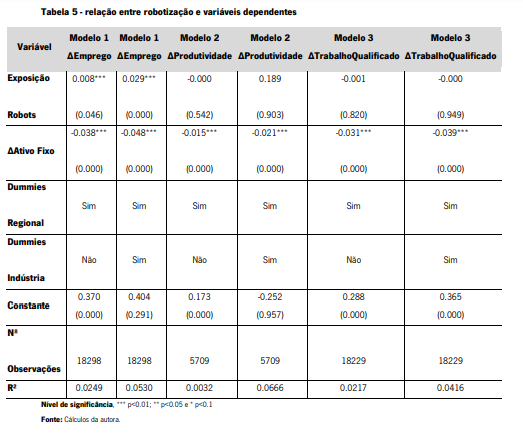 Tabela 5 - relação entre robotização e variáveis dependentes
Variável Modelo 1 ΔEmprego Modelo 1 ΔEmprego Modelo 2 ΔProdutividade Modelo 2 ΔProdutividade Modelo 3 ΔTrabalhoQualificado Modelo 3 ΔTrabalhoQualificado
Exposição 0.008*** 0.029*** -0.000 0.189 -0.001 -0.000
Robots (0.046) (0.000) (0.542) (0.903) (0.820) (0.949)
ΔAtivo Fixo -0.038*** -0.048*** -0.015*** -0.021*** -0.031*** -0.039***
(0.000) (0.000) (0.000) (0.000) (0.000) (0.000)
Dummies Regional Sim Sim Sim Sim Sim Sim
Dummies Indústria Não Sim Não Sim Não Sim
Constante 0.370 0.404 0.173 -0.252 0.288 0.365
(0.000) (0.291) (0.000) (0.957) (0.000) (0.000)
Nº Observações 18298 18298 5709 5709 18229 18229
R² 0.0249 0.0530 0.0032 0.0666 0.0217 0.0416
Nível de significância, *** p<0.01; ** p<0.05 e * p<0.1
Fonte: Cálculos da autora.